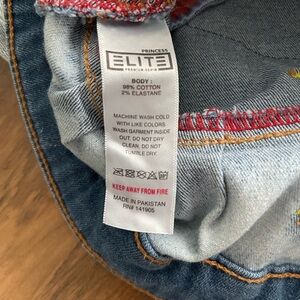 PRINCESS
ELITE
PREMIUM DENIM
BODY :
98% COTTON
2% ELASTANE
MACHINE WASH COLD
WITH LIKE COLORS
WASH GARMENT INSIDE
OUT. DO NOT DRY
CLEAN. DO NOT
TUMBLE DRY.
KEEP AWAY FROM FIRE
MADE IN PAKISTAN
RN# 141905